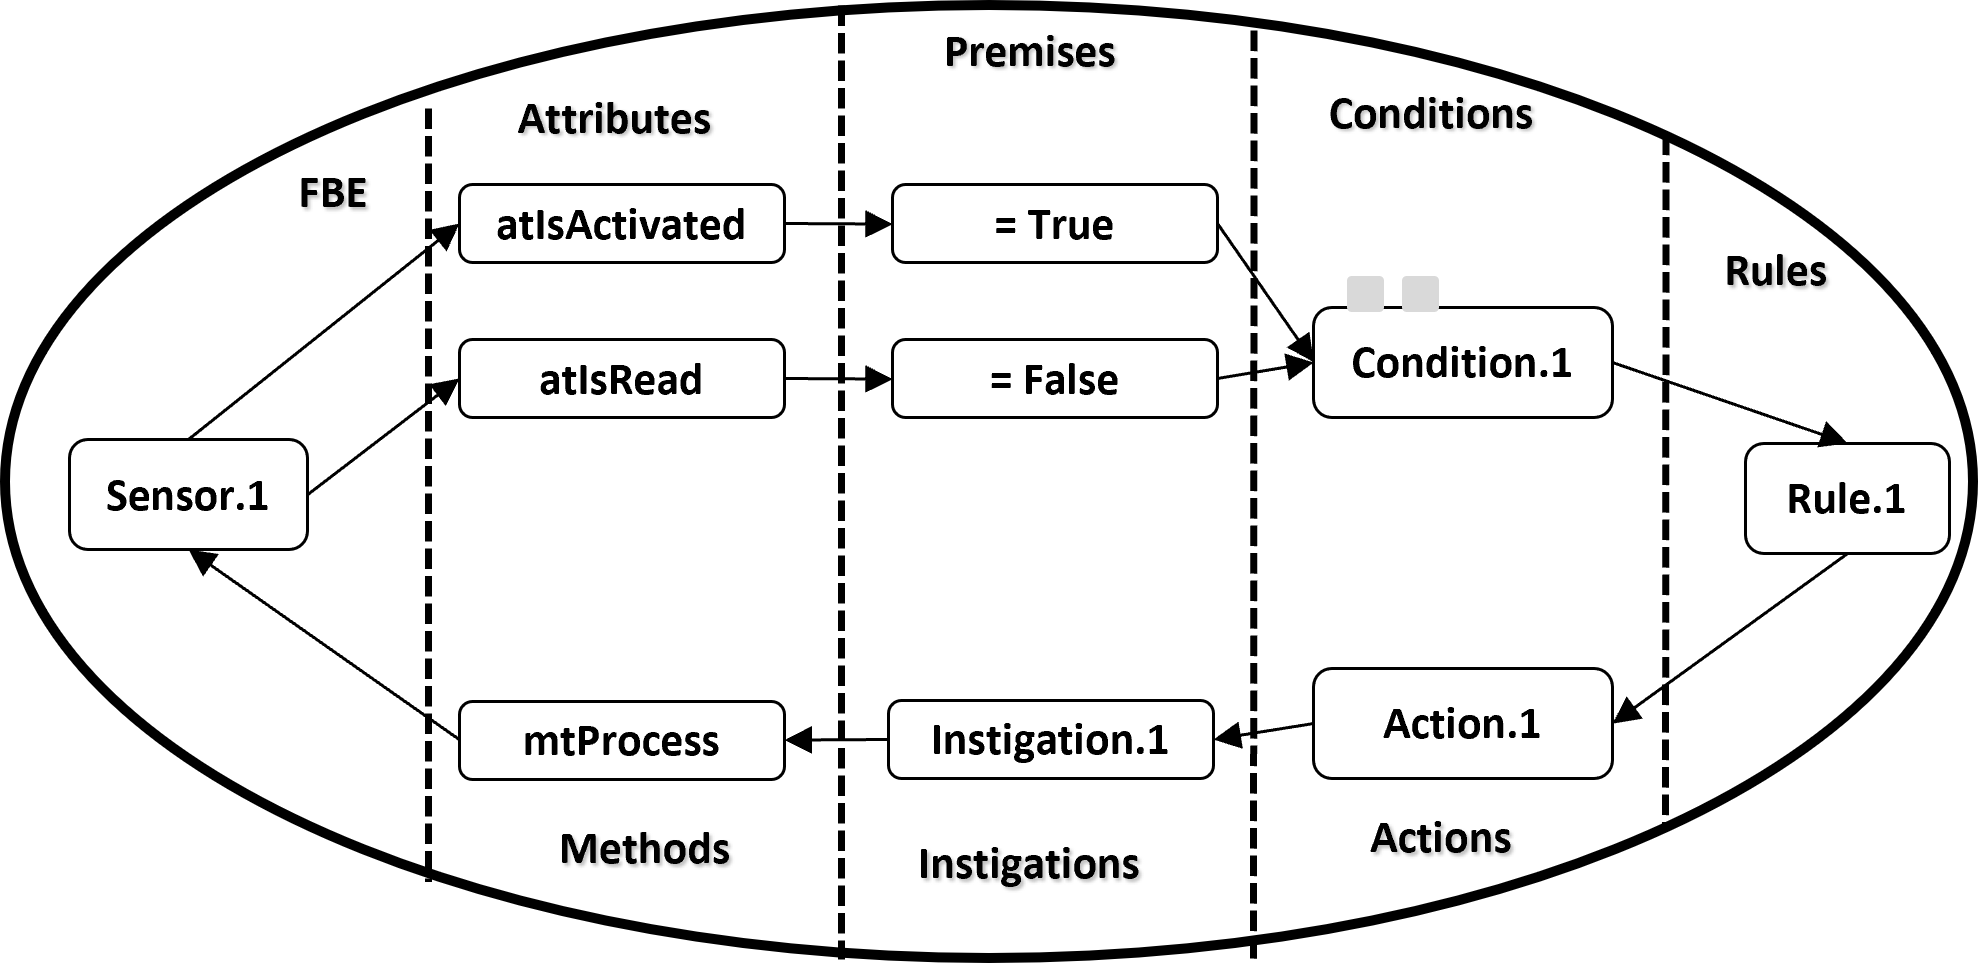 Premises
Attributes
Conditions
FBE
atIsActivated
= True
Rules
atIsRead
= False
Condition.1
Sensor.1
Rule.1
mtProcess
Instigation.1
Action.1
Methods
Instigations
Actions